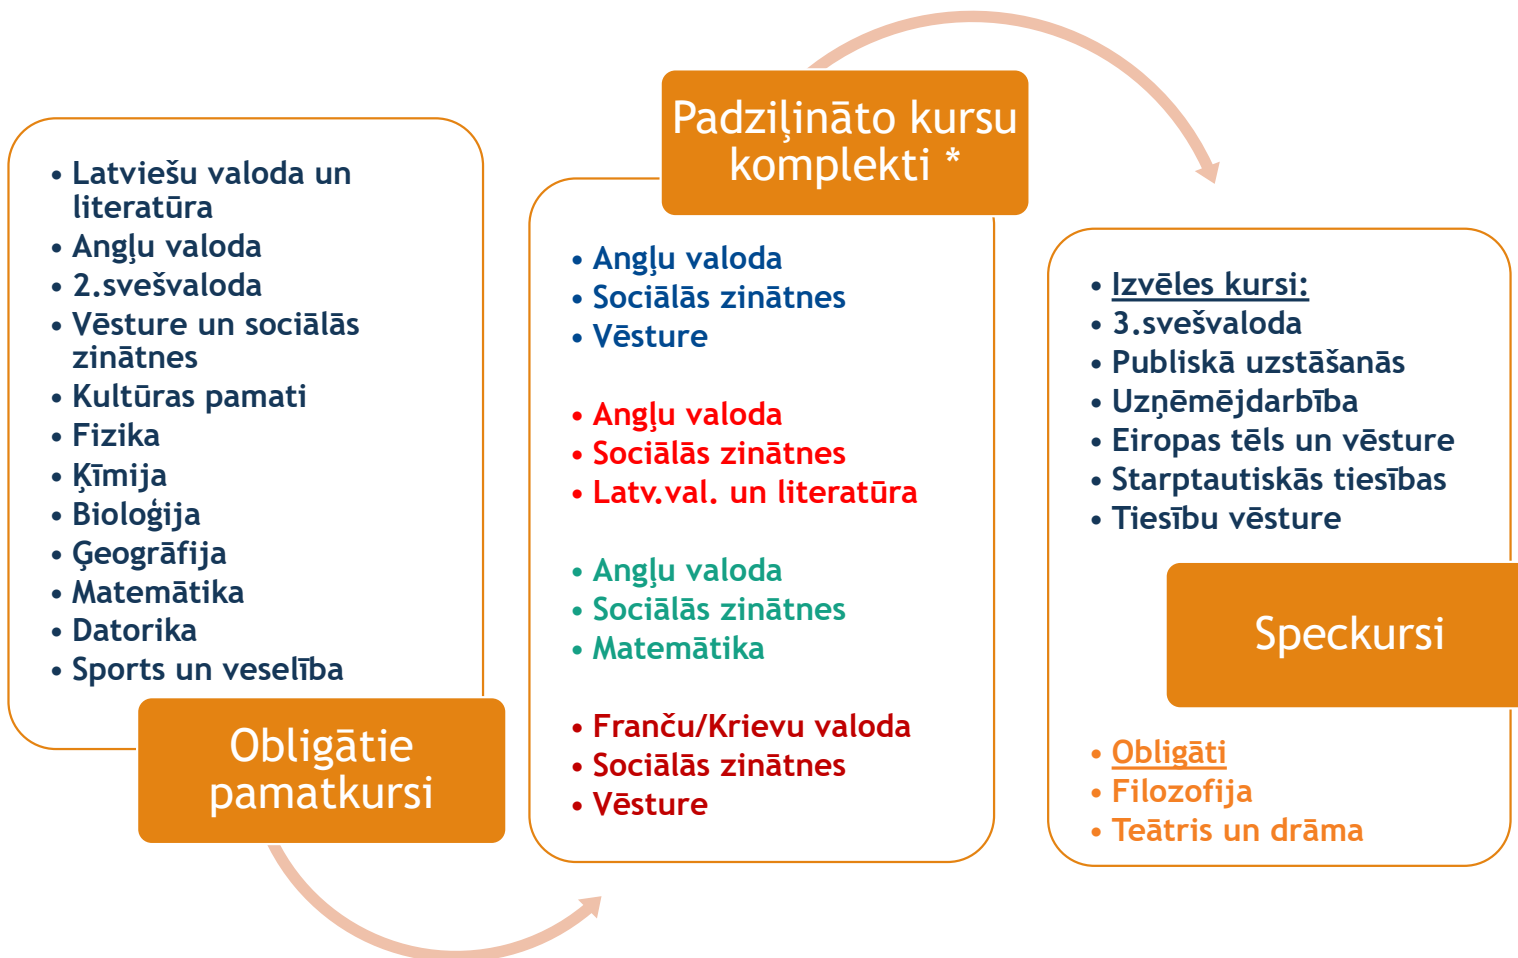 • Latviešu valoda un
literatūra
• Angļu valoda
• 2.svešvaloda
• Vēsture un sociālās
zinātnes
• Kultūras pamati
• Fizika
• Ķīmija
• Bioloģija
• Ģeogrāfija
• Matemātika
• Datorika
• Sports un veselība
Obligātie
pamatkursi
Padziļināto kursu
komplekti *
• Angļu valoda
• Sociālās zinātnes
• Vēsture
• Angļu valoda
• Sociālās zinātnes
• Latv.val. un literatūra
• Angļu valoda
• Sociālās zinātnes
• Matemātika
• Franču/Krievu valoda
• Sociālās zinātnes
• Vēsture
• Izvēles kursi:
• 3.svešvaloda
• Publiskā uzstāšanās
• Uzņēmējdarbība
• Eiropas tēls un vēsture
• Starptautiskās tiesības
• Tiesību vēsture
Speckursi
• Obligāti
• Filozofija
• Teātris un drāma